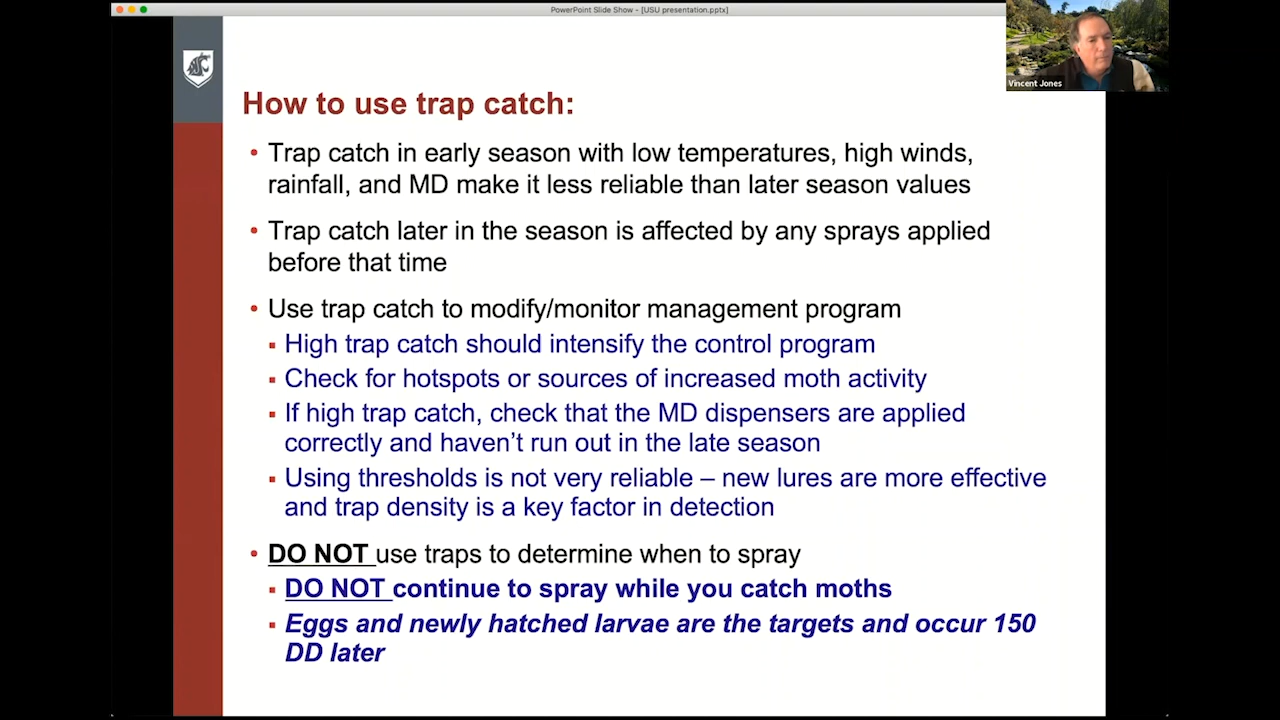 PowerPoint Slide Show - [USU presentation.pptx]
Vincent Jones
How to use trap catch:
• Trap catch in early season with low temperatures, high winds,
rainfall, and MD make it less reliable than later season values
• Trap catch later in the season is affected by any sprays applied
before that time
• Use trap catch to modify/monitor management program
▪ High trap catch should intensify the control program
▪ Check for hotspots or sources of increased moth activity
▪ If high trap catch, check that the MD dispensers are applied
correctly and haven’t run out in the late season
▪ Using thresholds is not very reliable – new lures are more effective
and trap density is a key factor in detection
• DO NOT use traps to determine when to spray
▪ DO NOT continue to spray while you catch moths
▪ Eggs and newly hatched larvae are the targets and occur 150
DD later